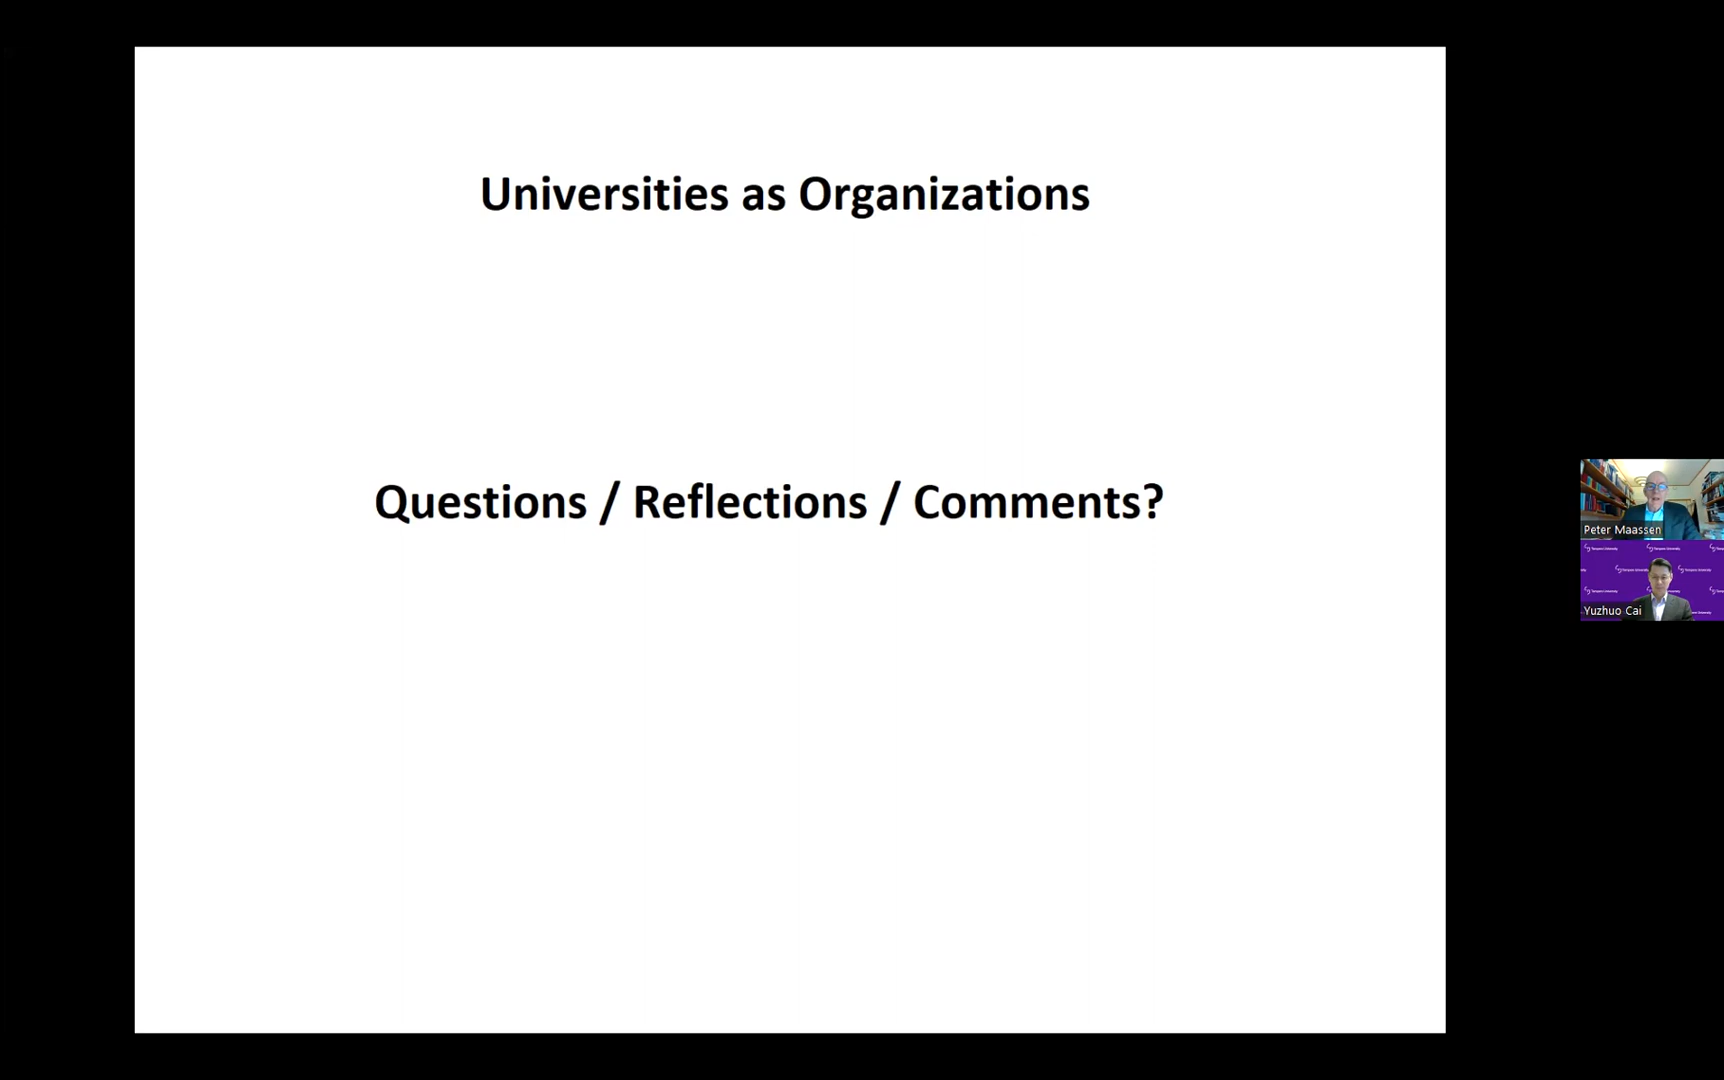 Universities as Organizations
Questions / Reflections / Comments?
Peter Maassen
Yuzhuo Cai